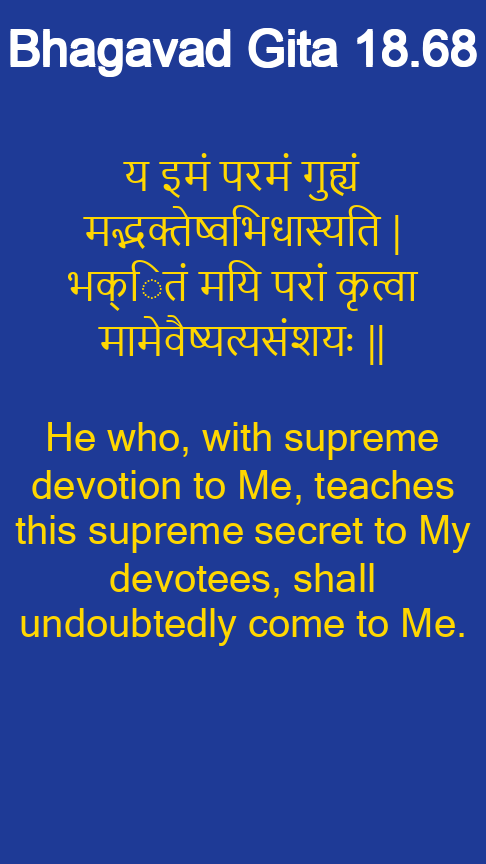 Bhagavad Gita 18.68
य इमं परमं गुह्यं
मद्भक्तेष्वभिधास्यति |
भक्ितं मयि परां कृत्वा
मामेवैष्यत्यसंशयः ||
He who, with supreme
devotion to Me, teaches
this supreme secret to My
devotees, shall
undoubtedly come to Me.